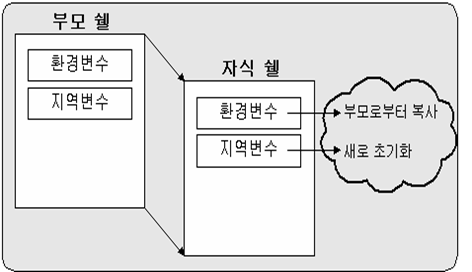 부모 쉘
환경변수
지역변수
자식 쉘
환경변수
부모로부터 복사
지역변수
새로 초기화